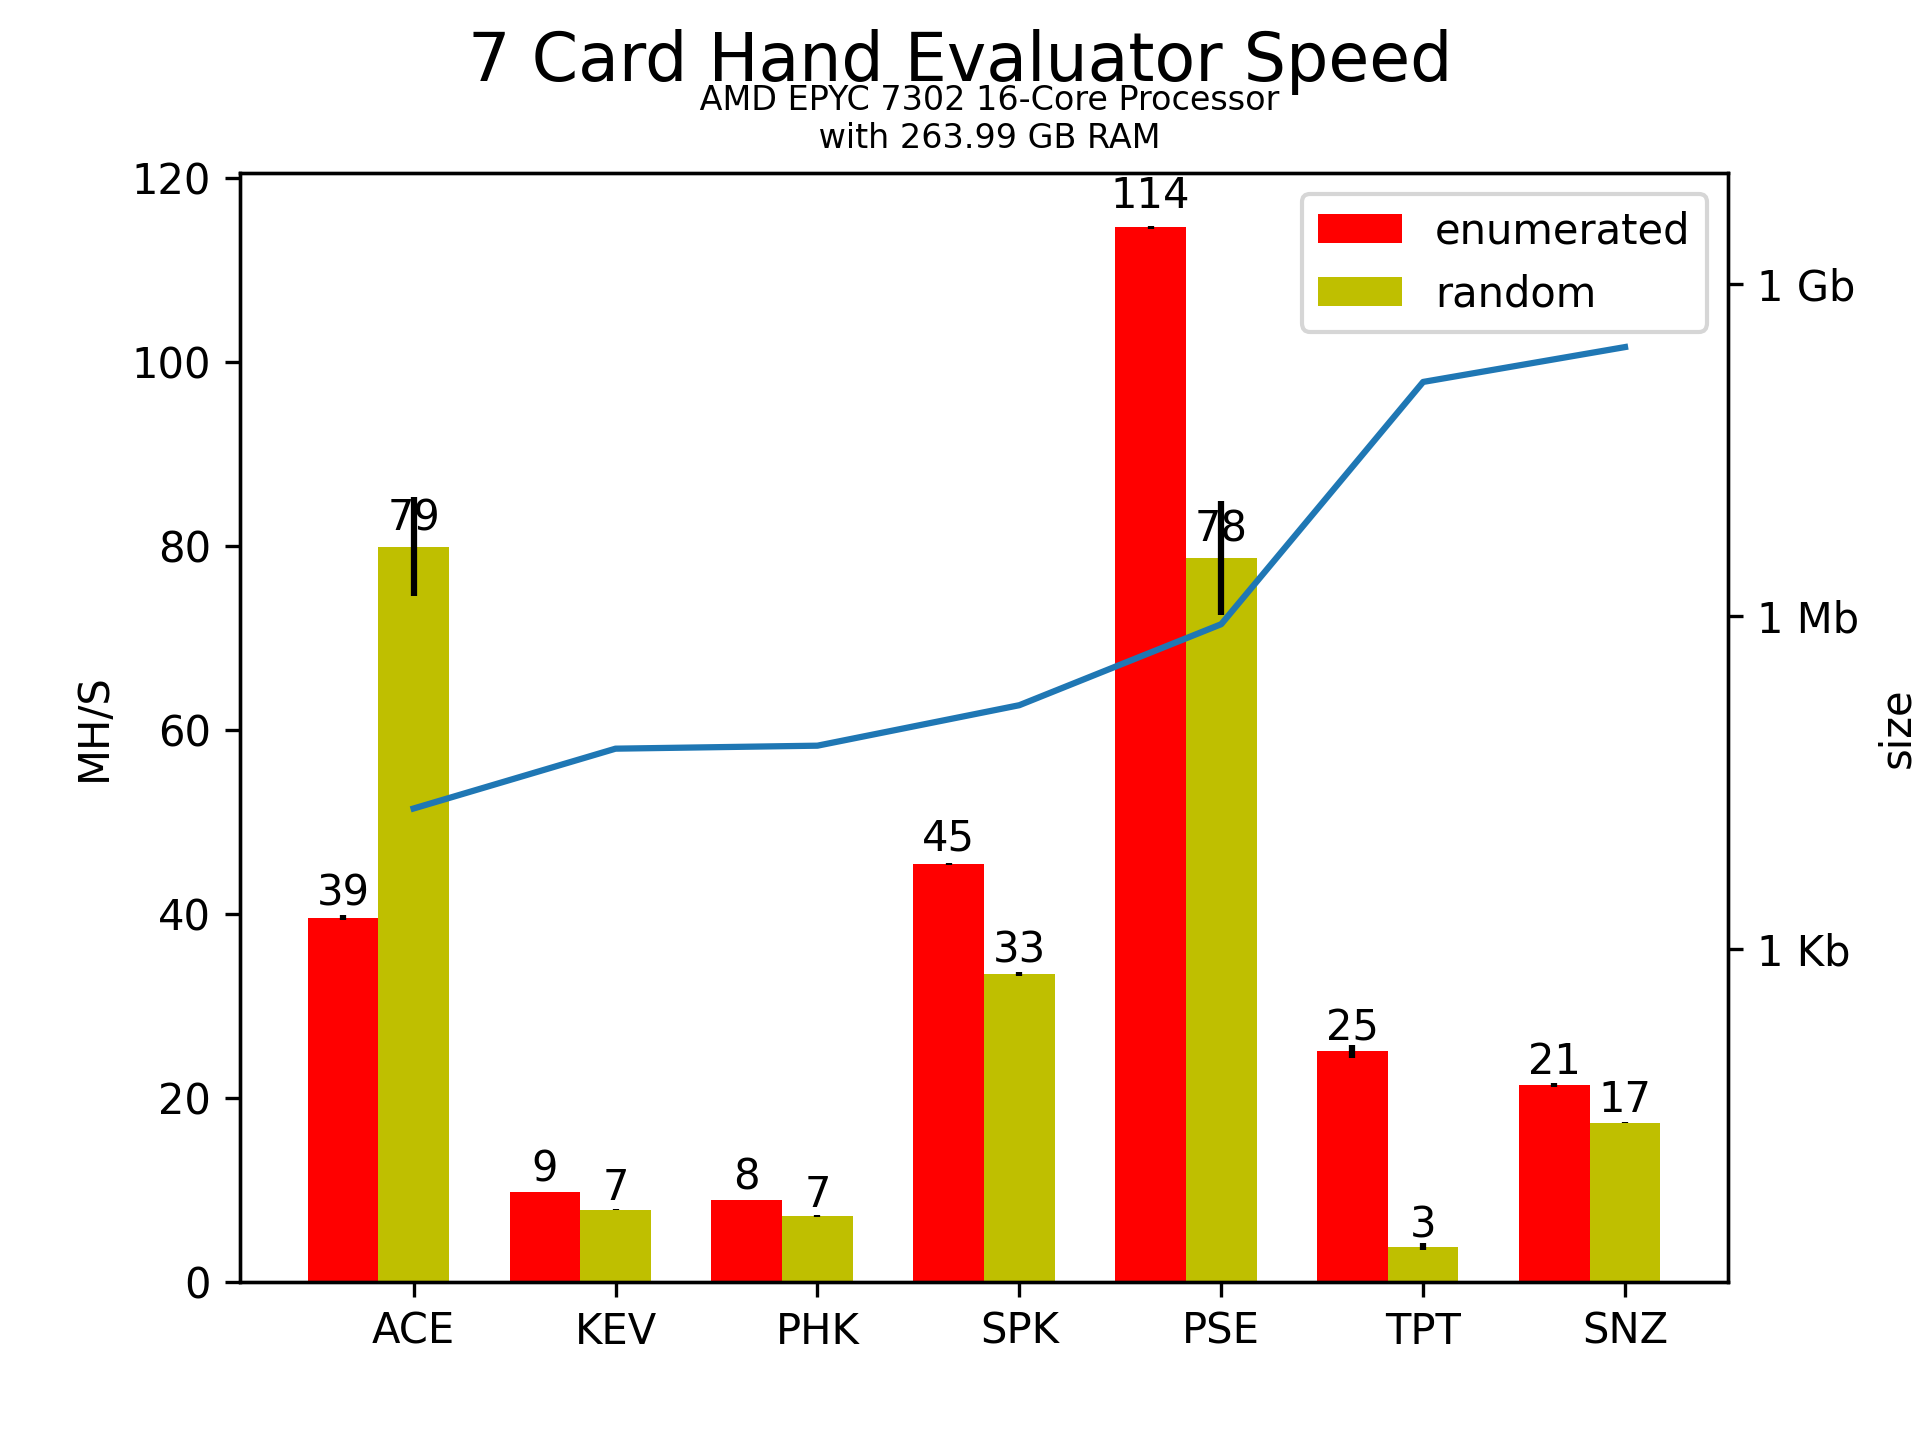 7 Card Hand Evaluator Speed
AMD EPYC 7302 16-Core Processor
with 263.99 GB RAM
MH/S
120
100
80
60
40
20
0
enumerated
random
1 Gb
1 Mb
1 Kb
size
39
79
9
7
8
7
45
33
114
78
25
3
21
17
ACE
KEV
PHK
SPK
PSE
TPT
SNZ